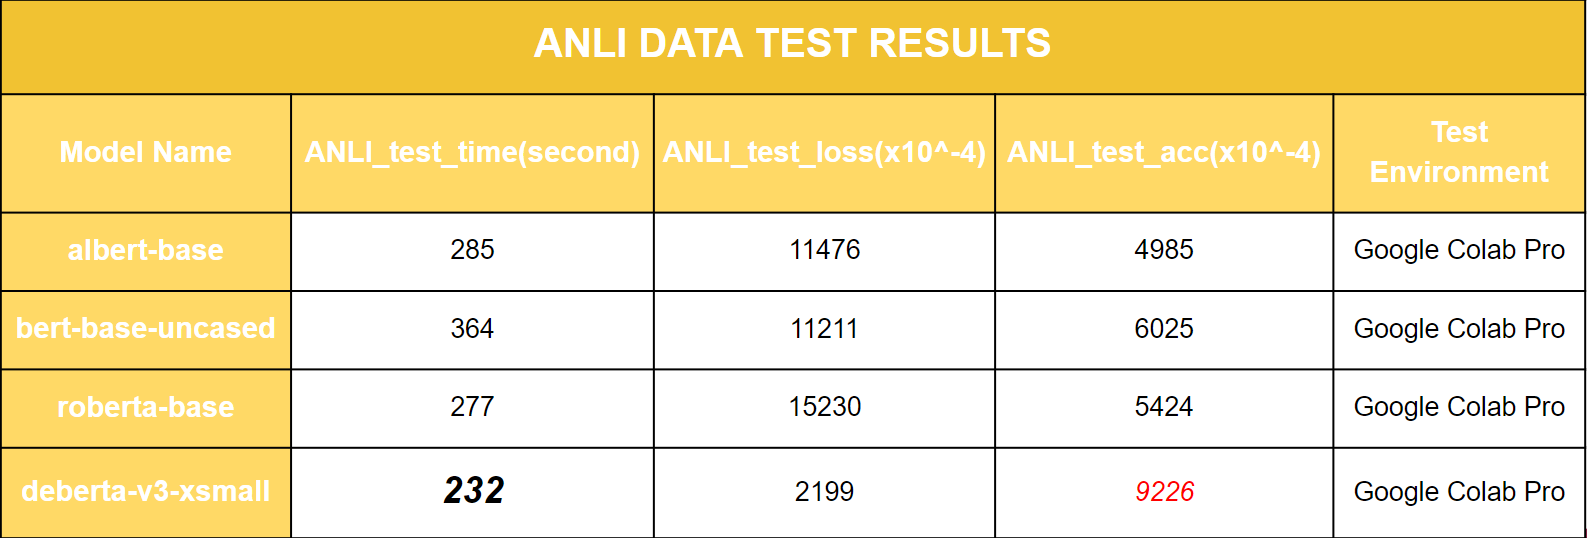 ANLI DATA TEST RESULTS
Model Name ANLI_test_time(second) ANLI_test_loss(x10^-4) ANLI_test_acc(x10^-4) Test
Environment
albert-base 285 11476 4985 Google Colab Pro
bert-base-uncased 364 11211 6025 Google Colab Pro
roberta-base 277 15230 5424 Google Colab Pro
deberta-v3-xsmall 232 2199 9226 Google Colab Pro